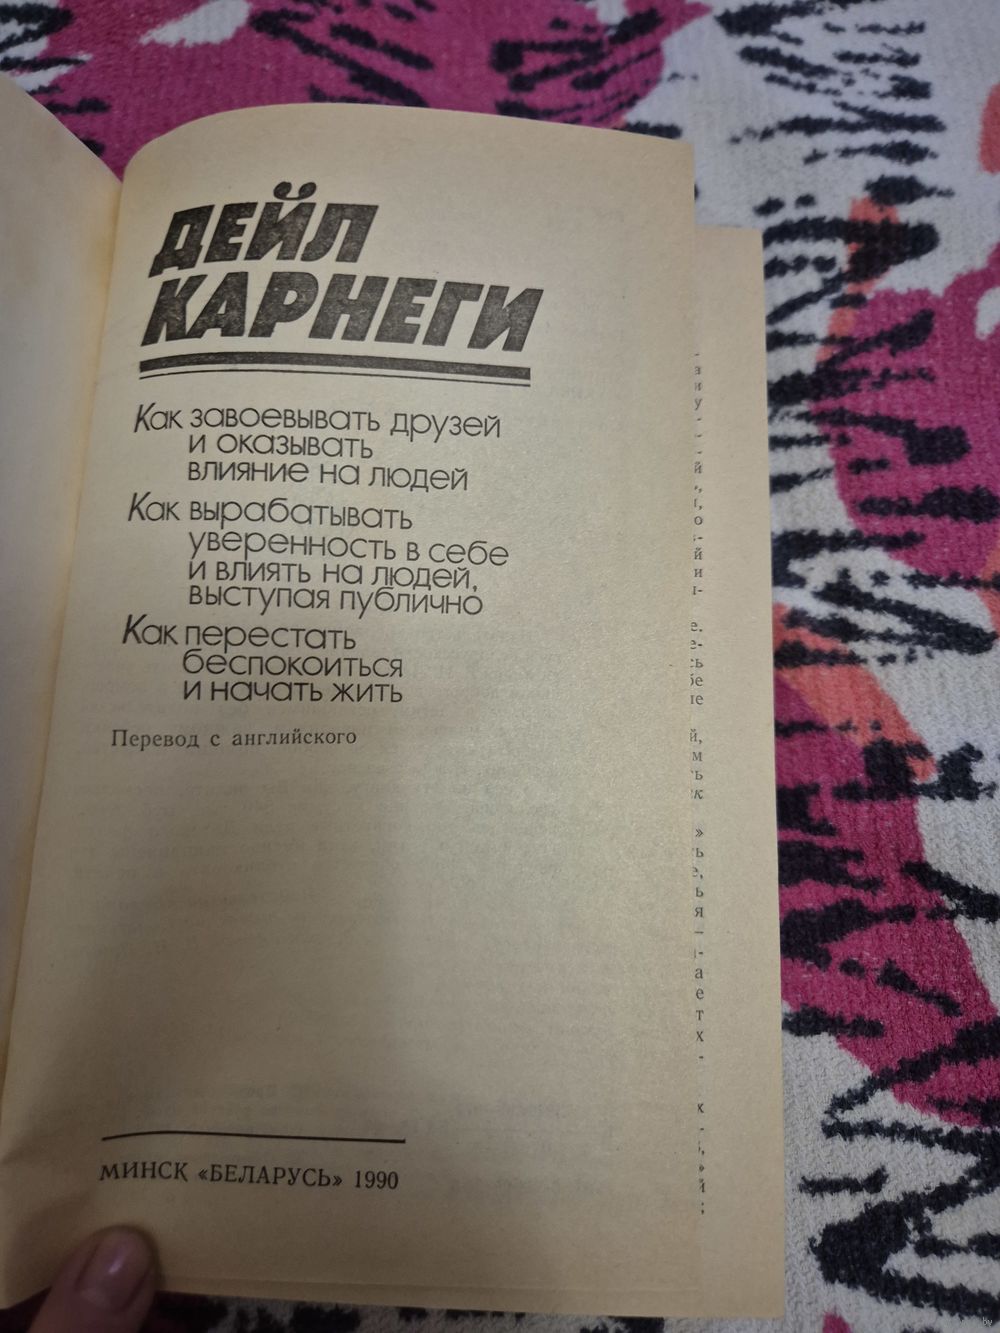 ДЕЙЛ
КАРНЕГИ
Как завоевывать друзей
и оказывать
влияние на людей
Как вырабатывать
уверенность в себе
и влиять на людей,
выступая публично
Как перестать
беспокоиться
и начать жить
Перевод с английского
МИНСК «БЕЛАРУСЬ» 1990